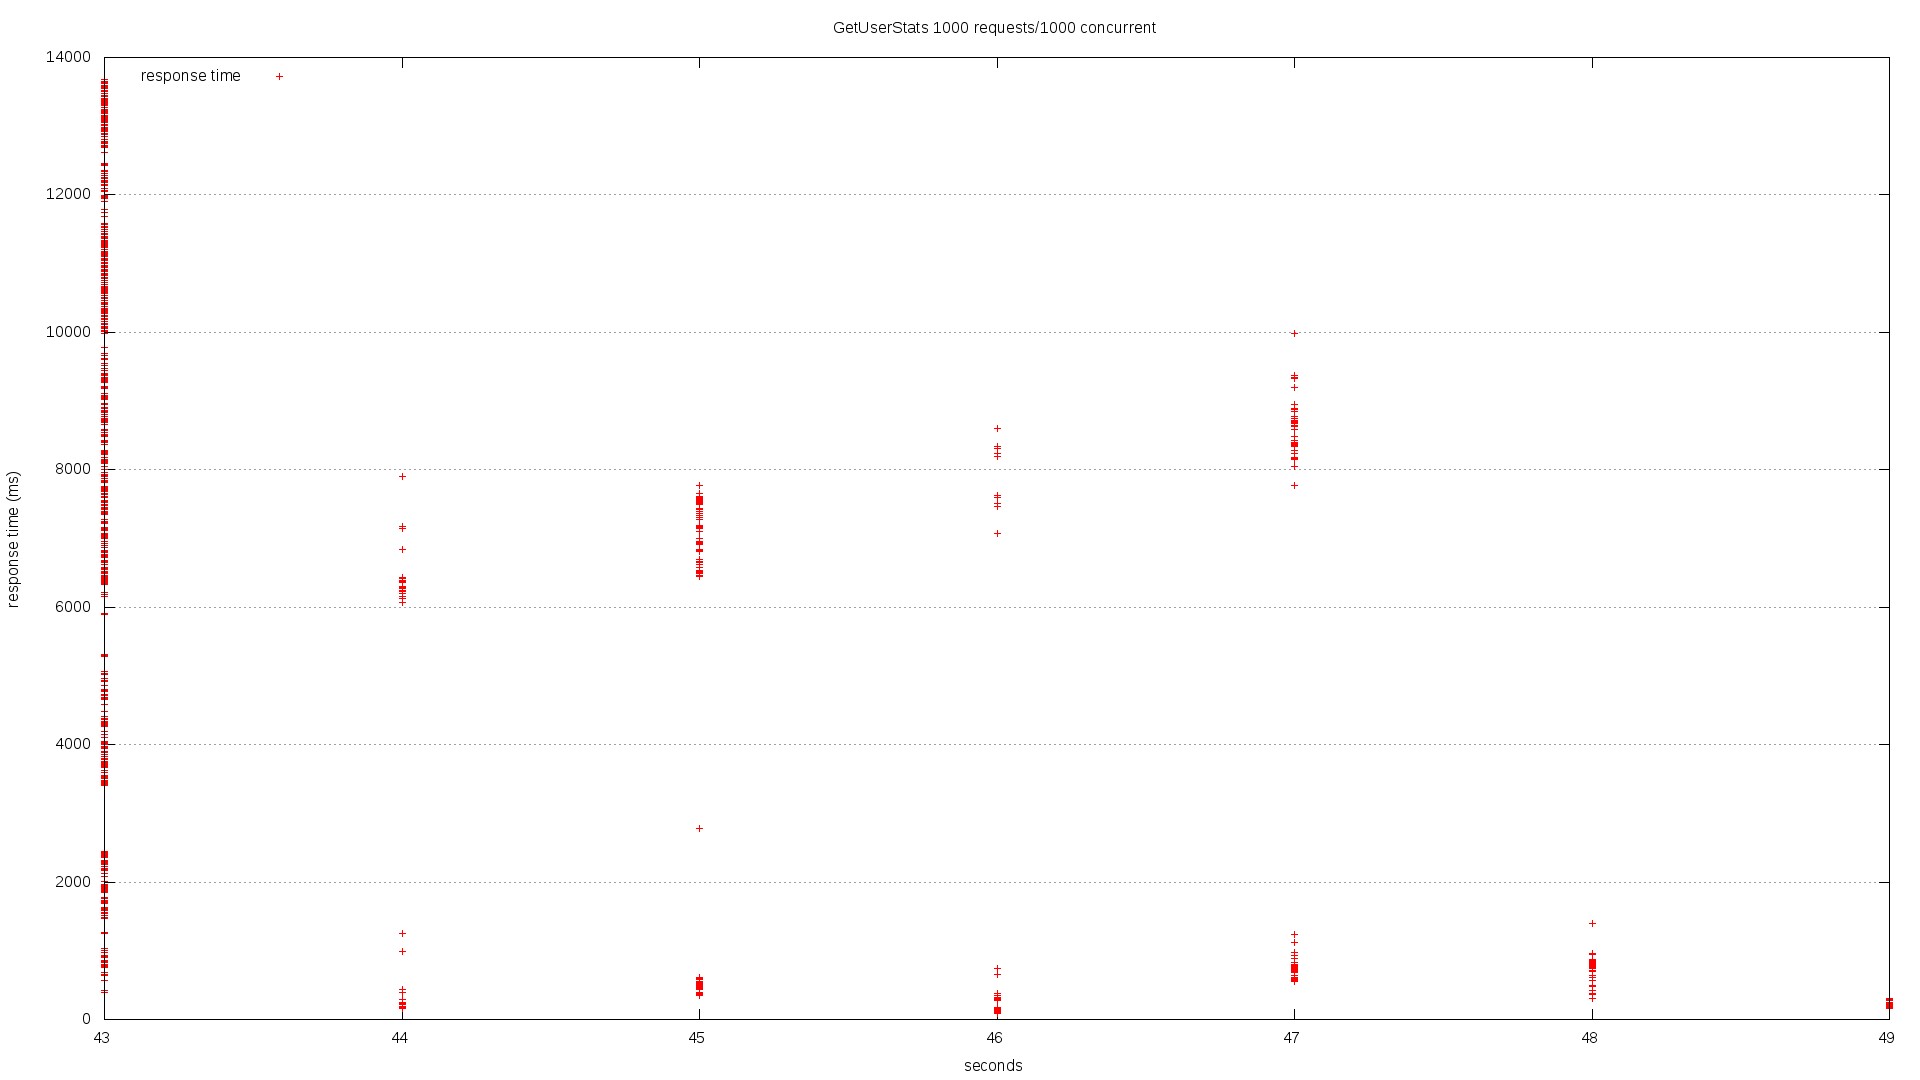 GetUserStats 1000 requests/1000 concurrent
response time
14000
12000
10000
8000
6000
4000
2000
0
response time (ms)
43 44 45 46 47 48 49
seconds